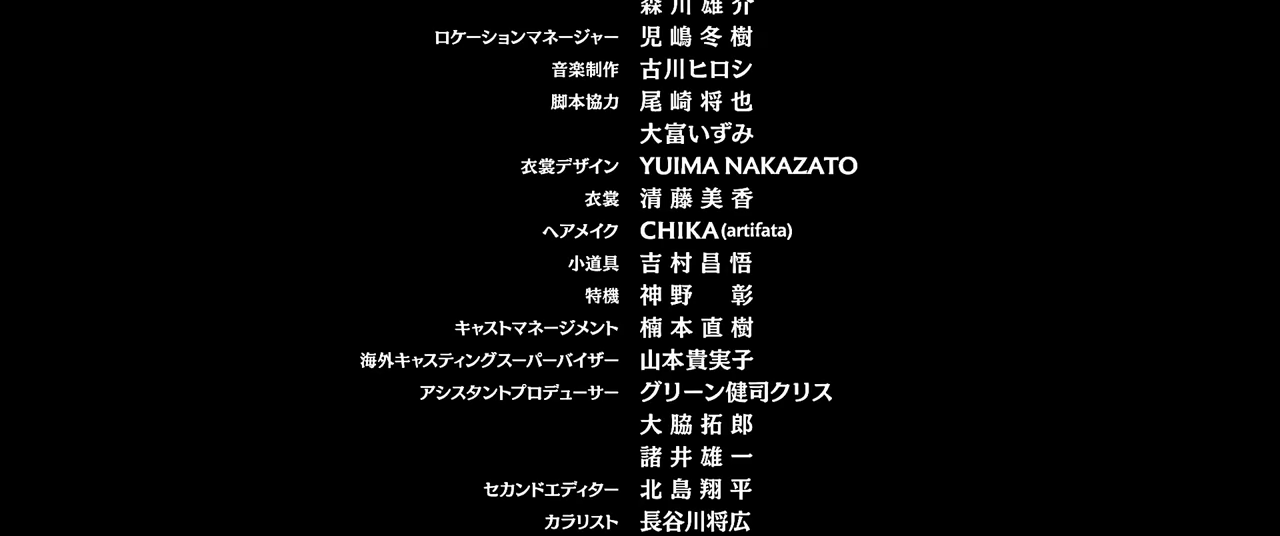 森川雄介
ロケーションマネージャー 児嶋冬樹
音楽制作 古川ヒロシ
脚本協力 尾崎将也
大富いずみ
衣裳デザイン YUIMA NAKAZATO
衣裳 清藤美香
ヘアメイク CHIKA(artifata)
小道具 吉村昌悟
特機 神野 彰
キャストマネージメント 楠本直樹
海外キャスティングスーパーバイザー 山本貴実子
アシスタントプロデューサー グリーン健司クリス
大脇拓郎
諸井雄一
セカンドエディター 北島翔平
カラリスト 長谷川将広